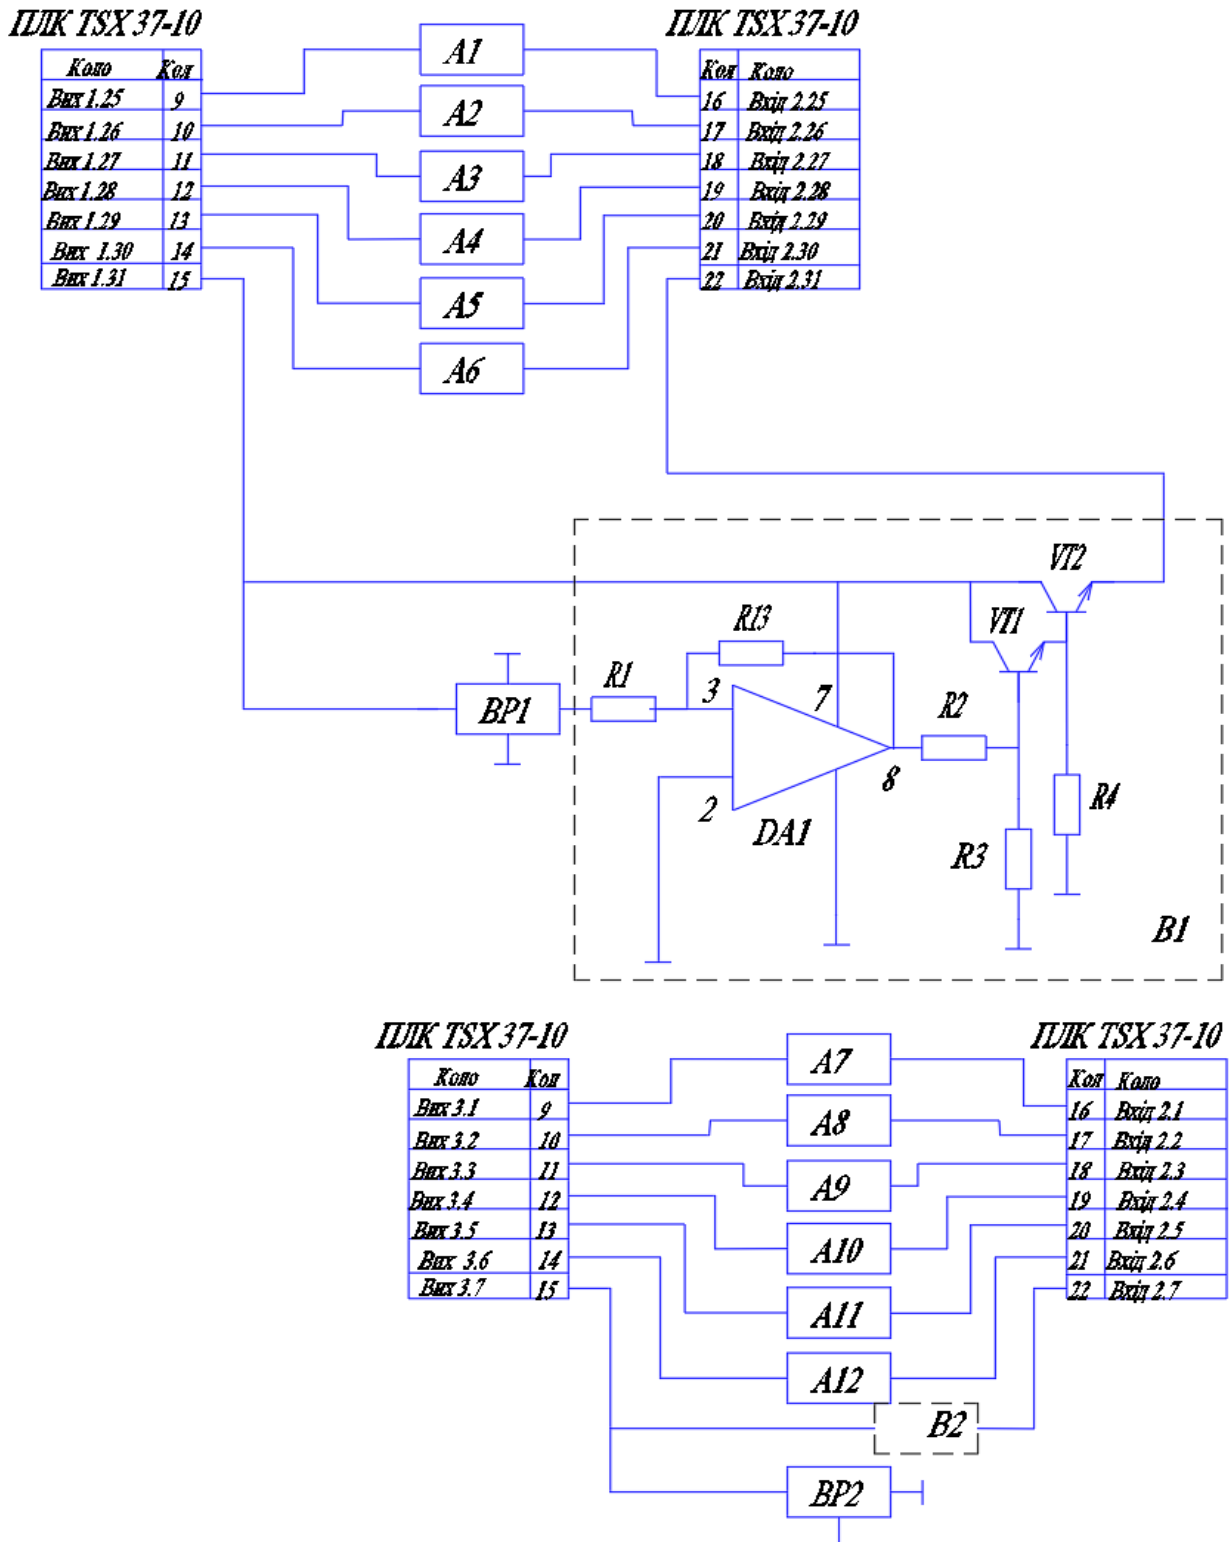 ПЛК TSX 37-10
Коло Кол
Вих 1.25 9
Вих 1.26 10
Вих 1.27 11
Вих 1.28 12
Вих 1.29 13
Вих 1.30 14
Вих 1.31 15
A1
A2
A3
A4
A5
A6
ПЛК TSX 37-10
Кол Коло
16 Вхід 2.25
17 Вхід 2.26
18 Вхід 2.27
19 Вхід 2.28
20 Вхід 2.29
21 Вхід 2.30
22 Вхід 2.31
VT2
VT1
R13
R1
3
7
R2
BP1
8
2
DA1
R4
R3
B1
ПЛК TSX 37-10
Коло Кол
Вих 3.1 9
Вих 3.2 10
Вих 3.3 11
Вих 3.4 12
Вих 3.5 13
Вих 3.6 14
Вих 3.7 15
A7
A8
A9
A10
A11
A12
B2
BP2
ПЛК TSX 37-10
Кол Коло
16 Вхід 2.1
17 Вхід 2.2
18 Вхід 2.3
19 Вхід 2.4
20 Вхід 2.5
21 Вхід 2.6
22 Вхід 2.7